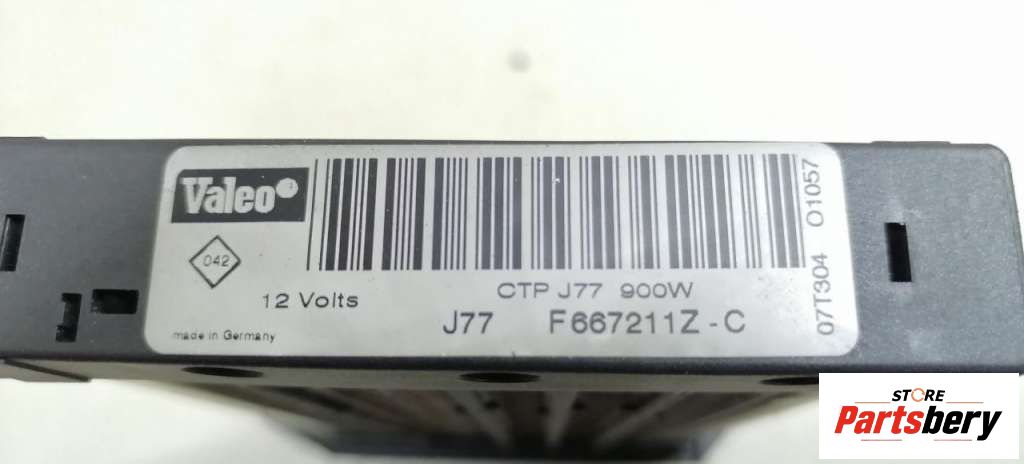 Valeo
042
12 Volts
made in Germany
CTP J77 900W
J77 F667211Z - C
07T304 O1057
STORE
Partsbery